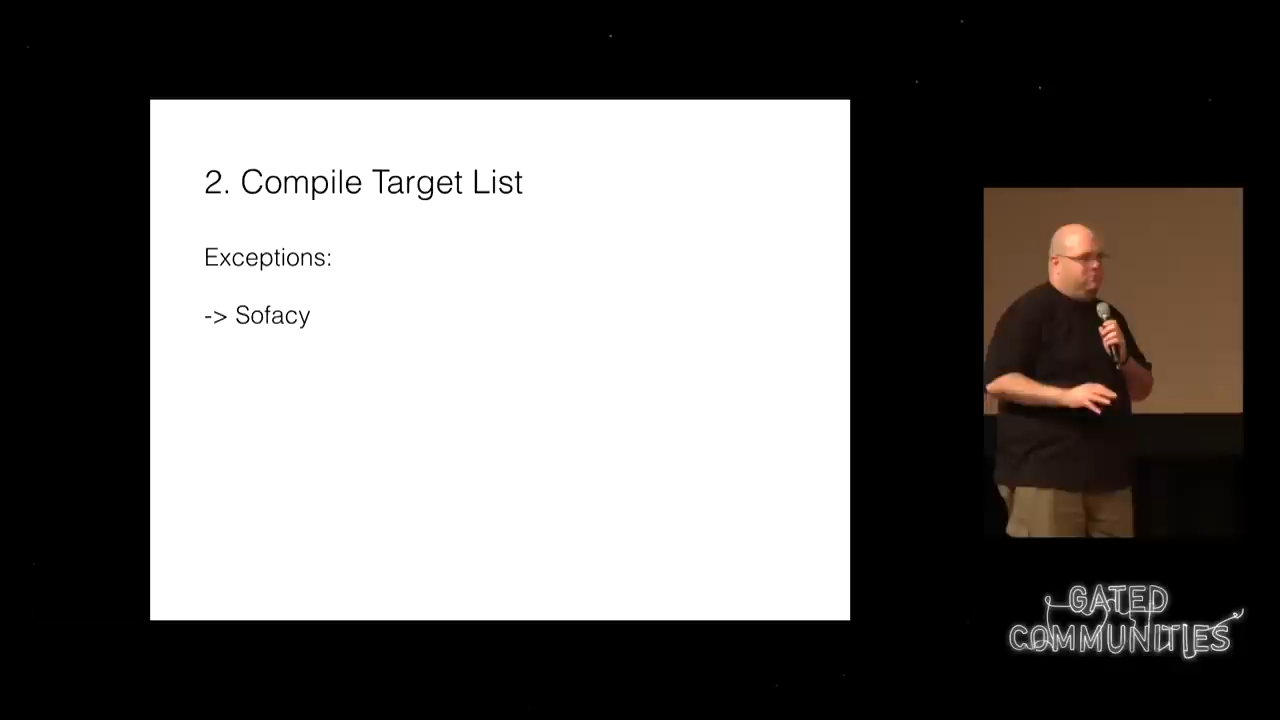 2. Compile Target List
Exceptions:
-> Sofacy
GATED
COMMUNITIES